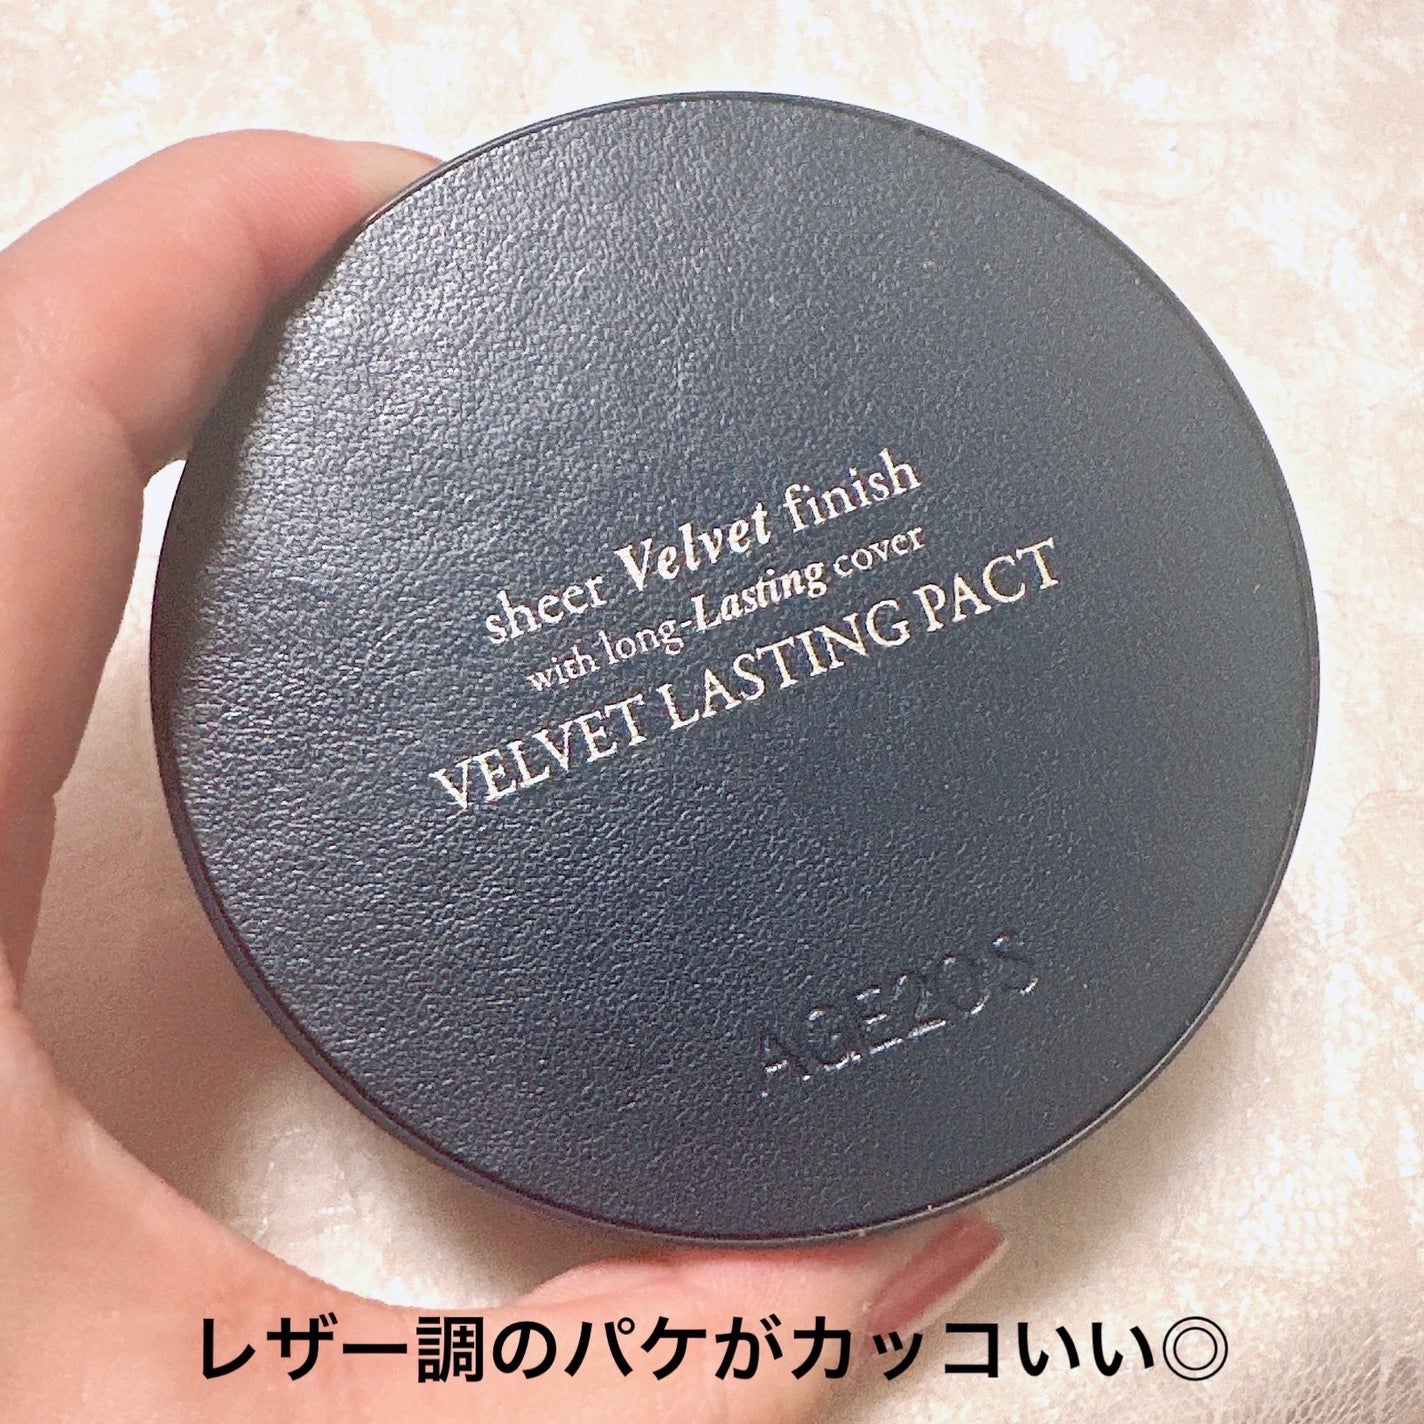 sheer Velvet finish
with long-Lasting cover
VELVET LASTING PACT
AGE20'S
レザー調のパケがカッコいい◎